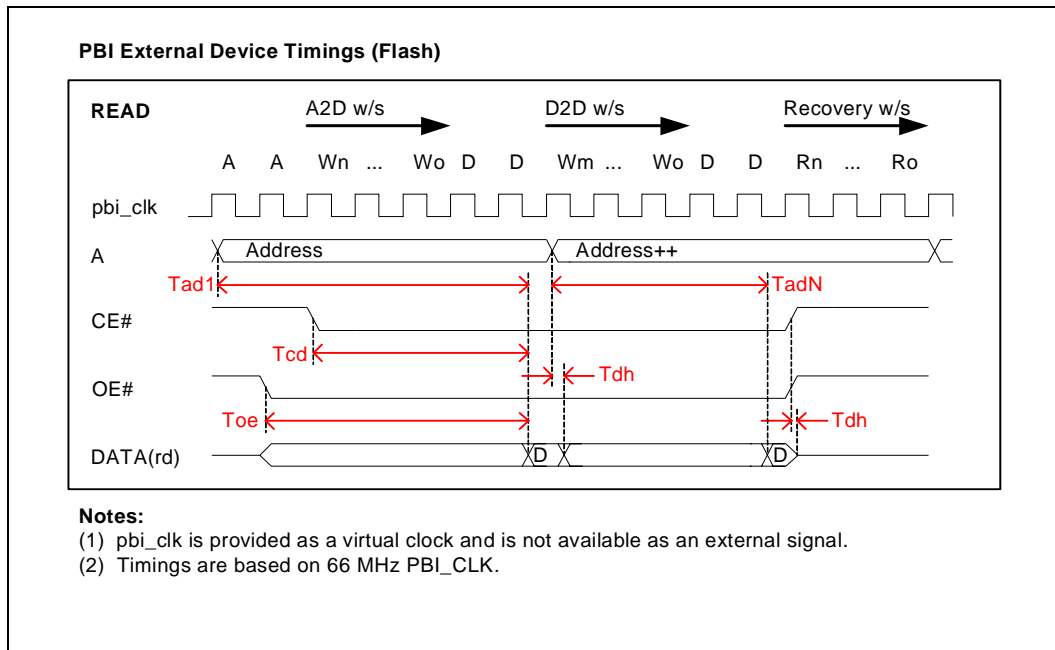 PBI External Device Timings (Flash)
READ
A2D w/s
D2D w/s
Recovery w/s
A A Wn ... Wo D D Wm ... Wo D D Rn ... Ro
pbi_clk
A
Address
Address++
Tad1
TadN
CE#
Tcd
Tdh
OE#
Toe
Tdh
DATA(rd)
D
D
Notes:
(1) pbi_clk is provided as a virtual clock and is not available as an external signal.
(2) Timings are based on 66 MHz PBI_CLK.